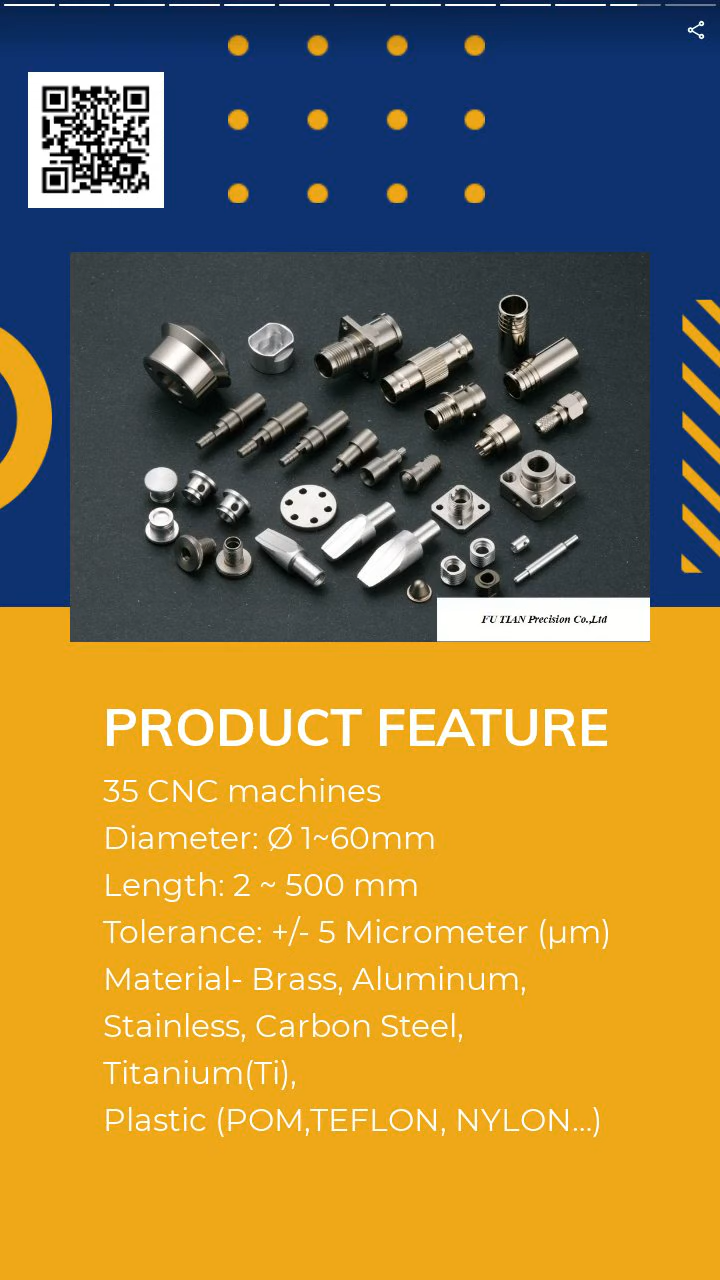 FU TIAN Precision Co.,Ltd
PRODUCT FEATURE
35 CNC machines
Diameter: Ø 1~60mm
Length: 2 ~ 500 mm
Tolerance: +/- 5 Micrometer (µm)
Material- Brass, Aluminum,
Stainless, Carbon Steel,
Titanium(Ti),
Plastic (POM,TEFLON, NYLON...)